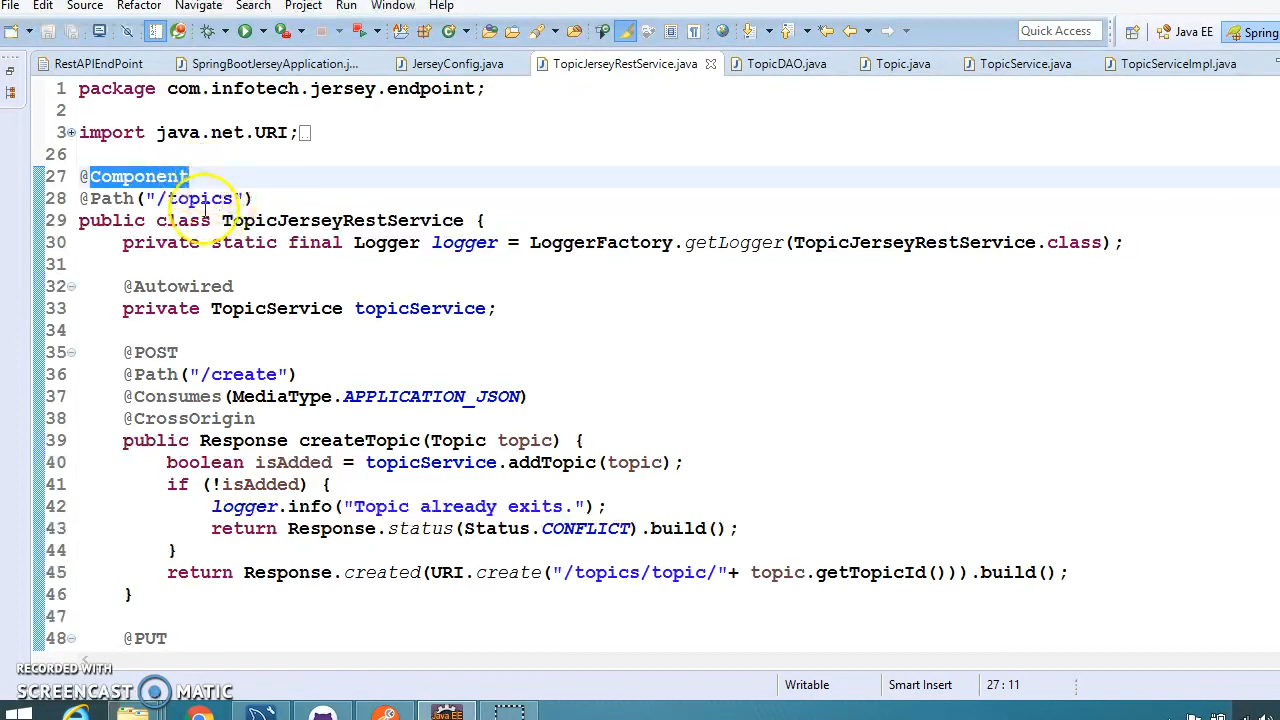 File Edit Source Refactor Navigate Search Project Run Window Help
Quick Access Java EE Spring
RestAPIEndPoint SpringBootJerseyApplication.j... JerseyConfig.java TopicJerseyRestService.java TopicDAO.java Topic.java TopicService.java TopicServiceImpl.java
1 package com.infotech.jersey.endpoint;
2
3 import java.net.URI;
26
27 @Component
28 @Path("/topics")
29 public class TopicJerseyRestService {
30 private static final Logger logger = LoggerFactory.getLogger(TopicJerseyRestService.class);
31
32 @Autowired
33 private TopicService topicService;
34
35 @POST
36 @Path("/create")
37 @Consumes(MediaType.APPLICATION_JSON)
38 @CrossOrigin
39 public Response createTopic(Topic topic) {
40 boolean isAdded = topicService.addTopic(topic);
41 if (!isAdded) {
42 logger.info("Topic already exits.");
43 return Response.status(Status.CONFLICT).build();
44 }
45 return Response.created(URI.create("/topics/topic/"+ topic.getTopicId())).build();
46 }
47
48 @PUT
RECORDED WITH
SCREENCAST MATIC
Writable Smart Insert 27 : 11
Java EE